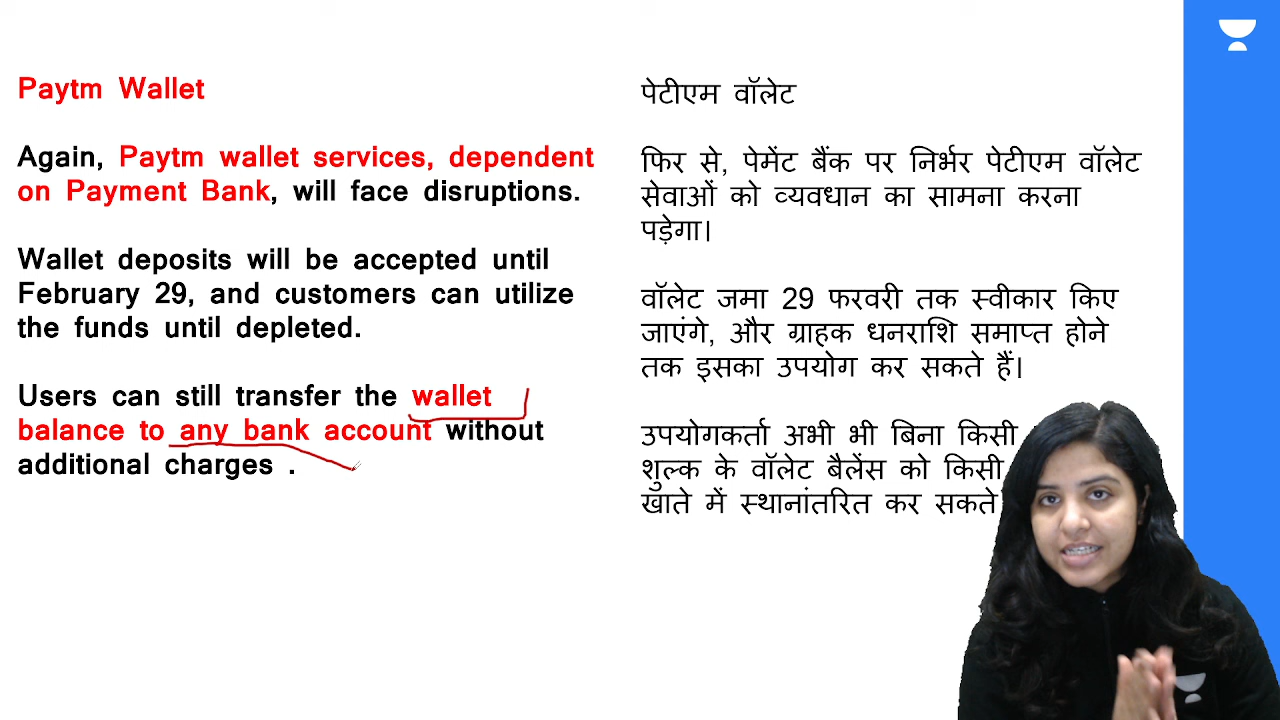 Paytm Wallet
Again, Paytm wallet services, dependent
on Payment Bank, will face disruptions.
Wallet deposits will be accepted until
February 29, and customers can utilize
the funds until depleted.
Users can still transfer the wallet
balance to any bank account without
additional charges .
पेटीएम वॉलेट
फिर से, पेमेंट बैंक पर निर्भर पेटीएम वॉलेट
सेवाओं को व्यवधान का सामना करना
पड़ेगा।
वॉलेट जमा 29 फरवरी तक स्वीकार किए
जाएंगे, और ग्राहक धनराशि समाप्त होने
तक इसका उपयोग कर सकते हैं।
उपयोगकर्ता अभी भी बिना किसी
शुल्क के वॉलेट बैलेंस को किसी
खाते में स्थानांतरित कर सकते